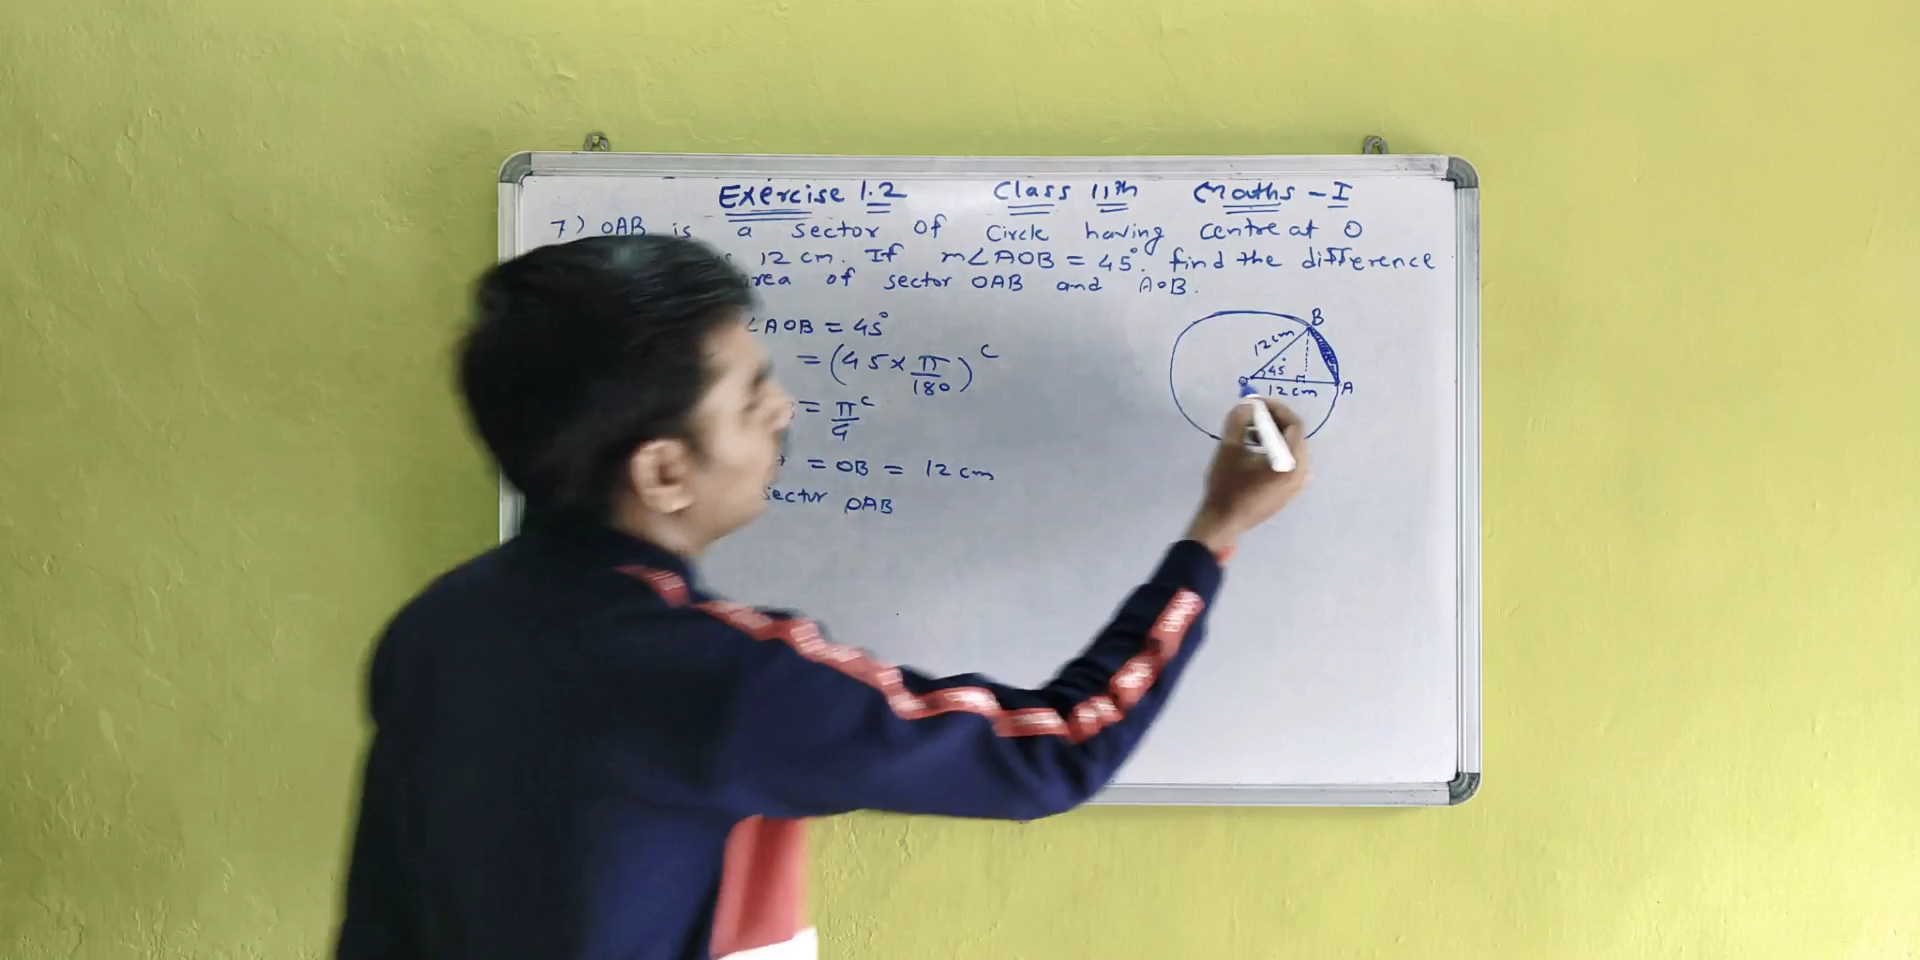 Exercise 1.2 Class 11th Maths - I
7) OAB is a sector of Circle having centre at O
12 cm. If m∠AOB = 45°. find the difference
of sector OAB and AOB.
∠AOB = 45°
= (45 × π/180)ᶜ
= π/4ᶜ
= OB = 12 cm
sector OAB
B
12 cm
45°
O
12 cm
A